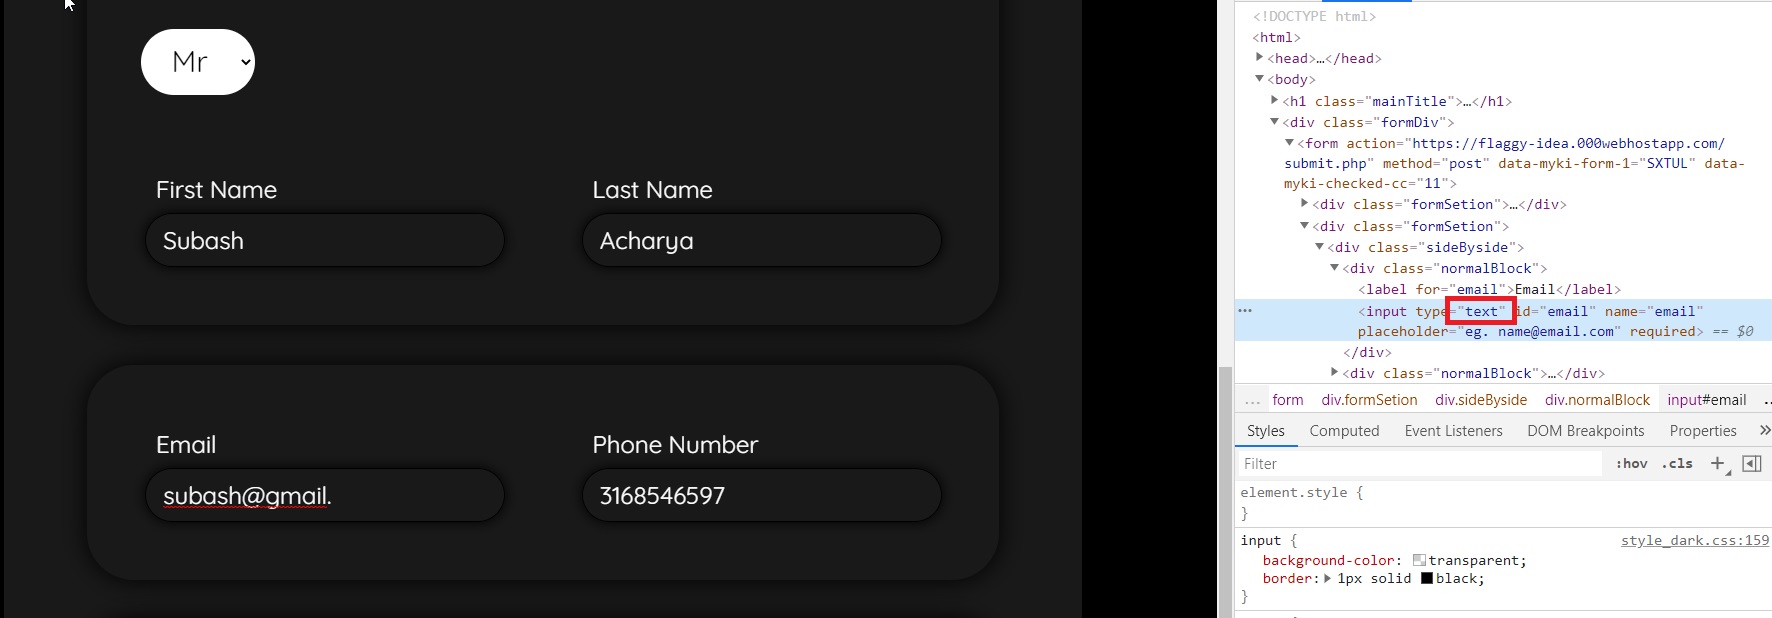 Mr
First Name
Last Name
Subash
Acharya
Email
Phone Number
subash@gmail.
3168546597
<!DOCTYPE html>
<html>
<head>…</head>
<body>
<h1 class="mainTitle">…</h1>
<div class="formDiv">
<form action="https://flaggy-idea.000webhostapp.com/
submit.php" method="post" data-myki-form-1="SXTUL" data-
myki-checked-cc="11">
<div class="formSetion">…</div>
<div class="formSetion">
<div class="sideByside">
<div class="normalBlock">
<label for="email">Email</label>
<input type="text" id="email" name="email"
placeholder="eg. name@email.com" required> == $0
</div>
<div class="normalBlock">…</div>
... form div.formSetion div.sideByside div.normalBlock input#email ..
Styles Computed Event Listeners DOM Breakpoints Properties »
Filter :hov .cls +
element.style {
}
input { style_dark.css:159
background-color: transparent;
border: 1px solid black;
}